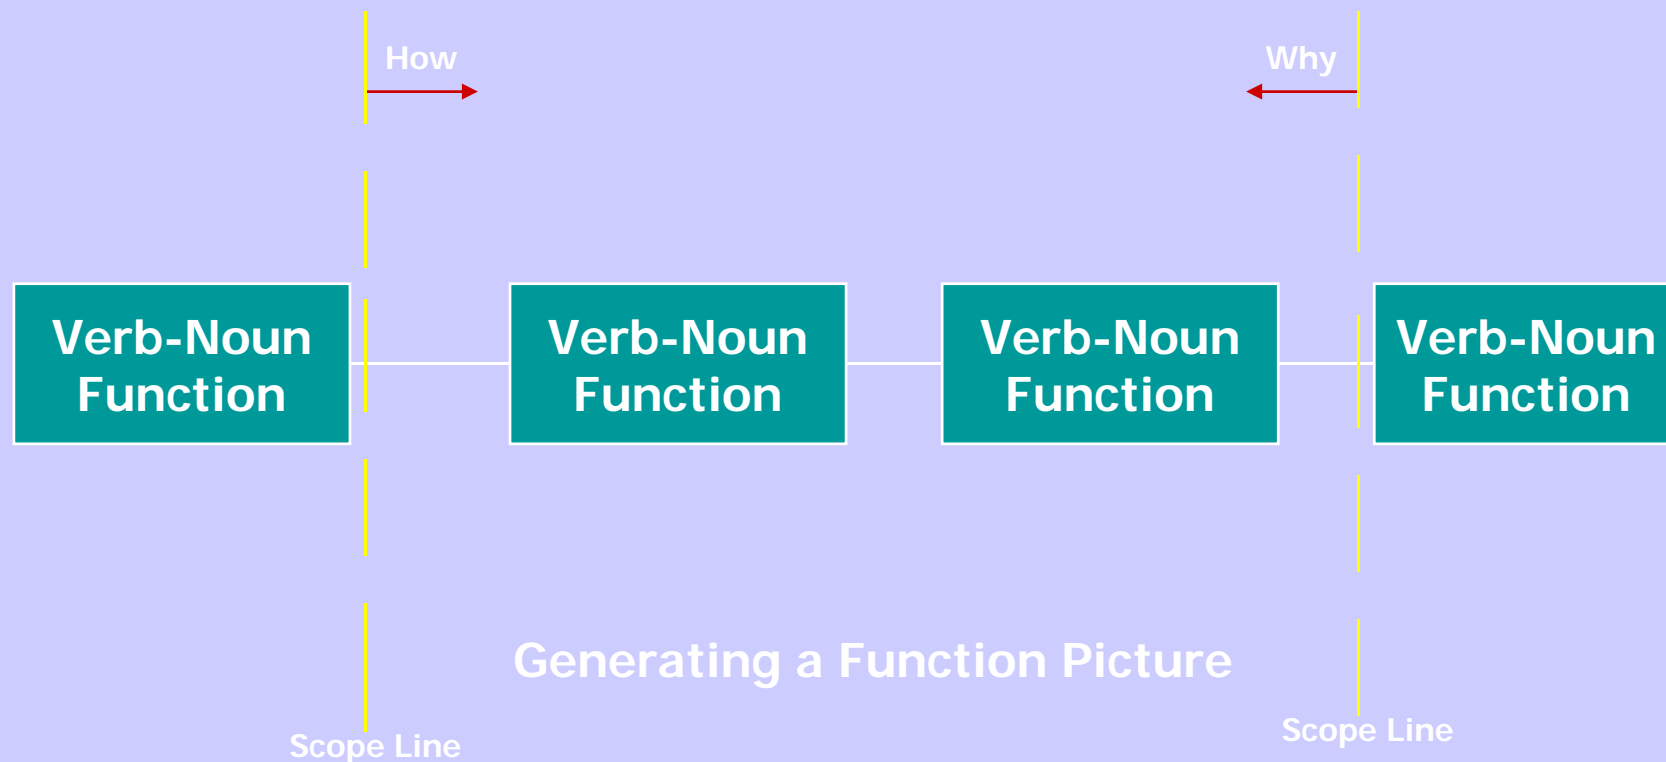 How
Why
Verb-Noun
Function
Verb-Noun
Function
Verb-Noun
Function
Verb-Noun
Function
Generating a Function Picture
Scope Line
Scope Line